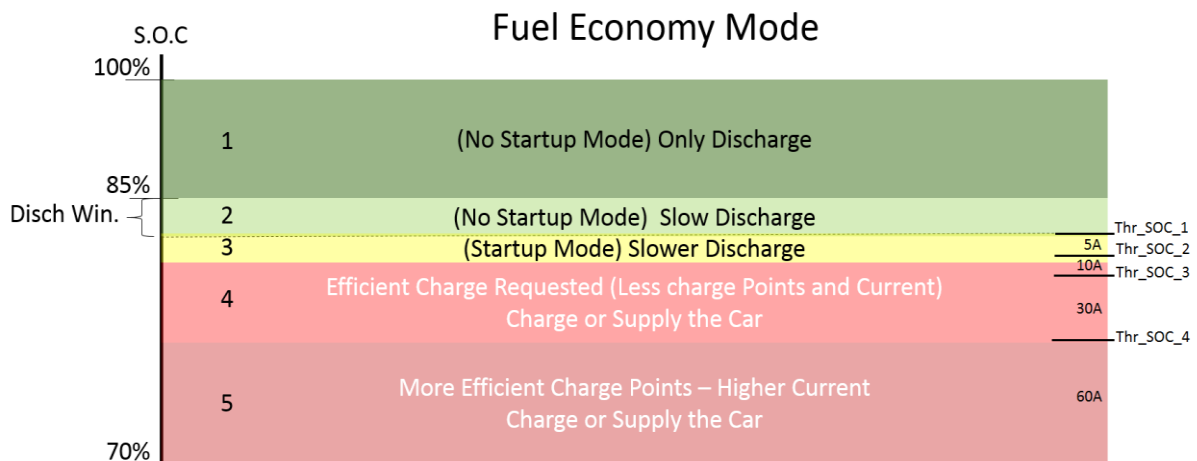 Fuel Economy Mode
S.O.C
100%
1 (No Startup Mode) Only Discharge
85%
Disch Win.
2 (No Startup Mode) Slow Discharge
Thr_SOC_1
3 (Startup Mode) Slower Discharge
5A
Thr_SOC_2
10A
Thr_SOC_3
4 Efficient Charge Requested (Less charge Points and Current)
Charge or Supply the Car
30A
Thr_SOC_4
5 More Efficient Charge Points – Higher Current
Charge or Supply the Car
60A
70%